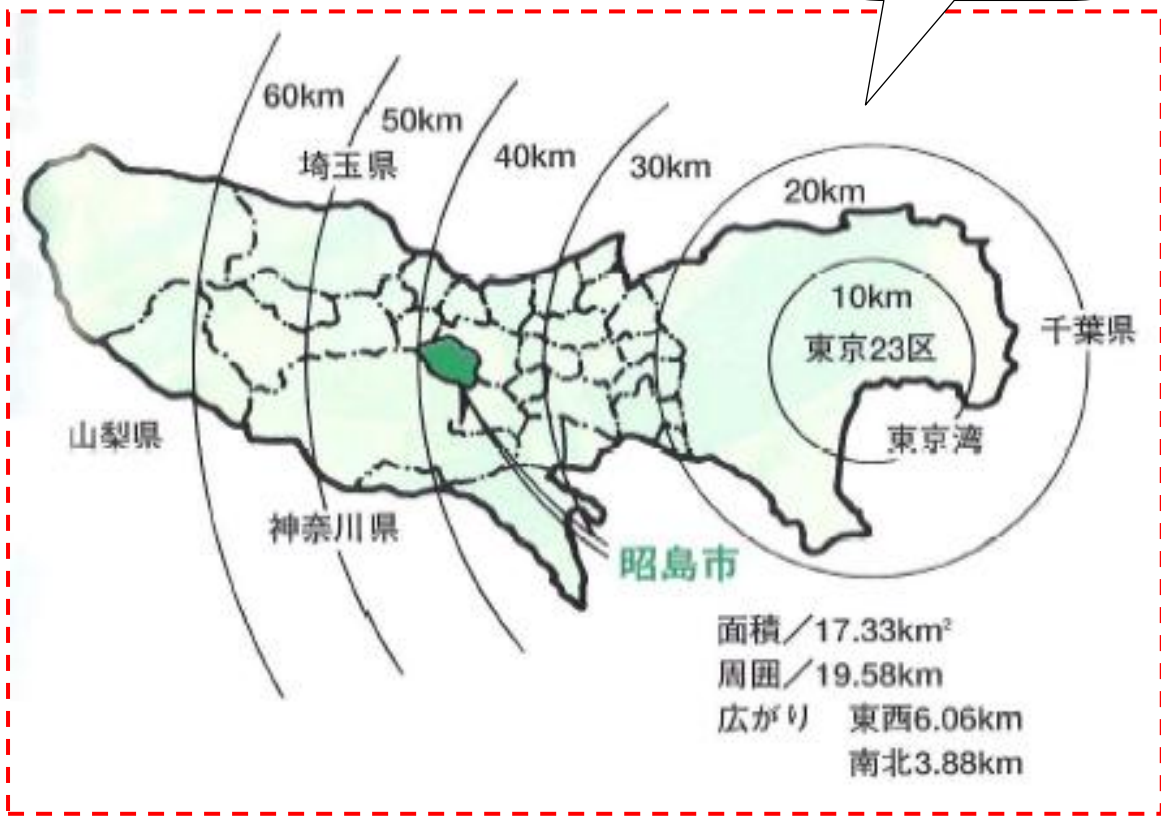 60km
50km
埼玉県
40km
30km
20km
10km
東京23区
千葉県
山梨県
東京湾
神奈川県
昭島市
面積／17.33km²
周囲／19.58km
広がり 東西6.06km
南北3.88km